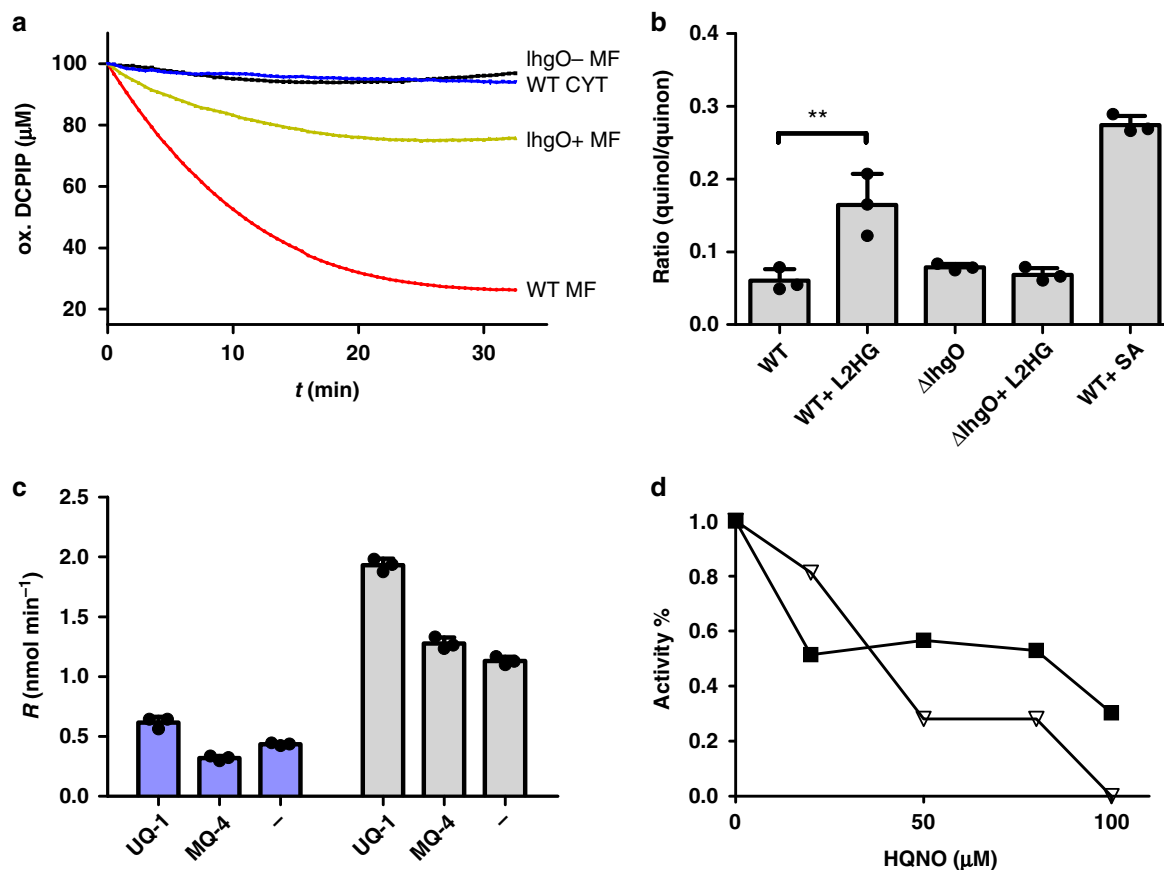 a
ox. DCPIP (μM)
100
80
60
40
20
0
10
20
30
t (min)
lhgO– MF
WT CYT
lhgO+ MF
WT MF
b
Ratio (quinol/quinon)
0.4
0.3
0.2
0.1
0.0
**
WT
WT+ L2HG
ΔlhgO
ΔlhgO+ L2HG
WT+ SA
c
R (nmol min⁻¹)
2.5
2.0
1.5
1.0
0.5
0.0
UQ-1
MQ-4
–
UQ-1
MQ-4
–
d
Activity %
1.0
0.8
0.6
0.4
0.2
0
0
50
100
HQNO (μM)